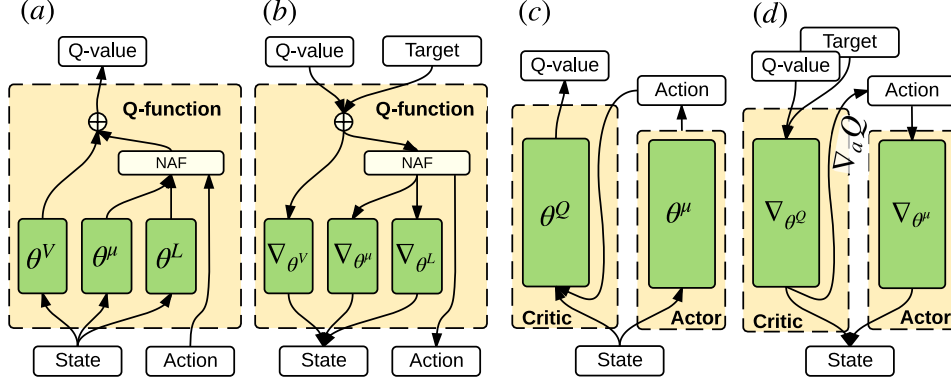 (a)
Q-value
Q-function
⊕
NAF
θ^V
θ^μ
θ^L
State
Action
(b)
Q-value
Target
Q-function
⊕
NAF
∇_θ^V
∇_θ^μ
∇_θ^L
State
Action
(c)
Q-value
Action
θ^Q
θ^μ
Critic
Actor
State
(d)
Target
Q-value
Action
∇_a Q
∇_θ^Q
∇_θ^μ
Critic
Actor
State